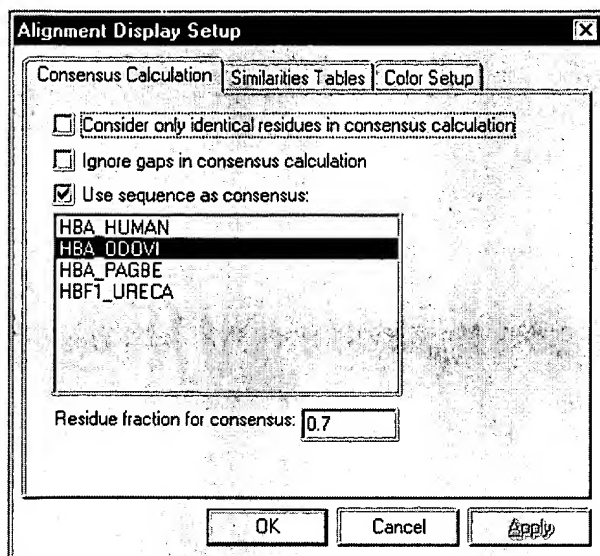 Alignment Display Setup
Consensus Calculation Similarities Tables Color Setup
Consider only identical residues in consensus calculation
Ignore gaps in consensus calculation
Use sequence as consensus:
HBA_HUMAN
HBA_ODOVI
HBA_PAGBE
HBF1_URECA
Residue fraction for consensus: 0.7
OK Cancel Apply